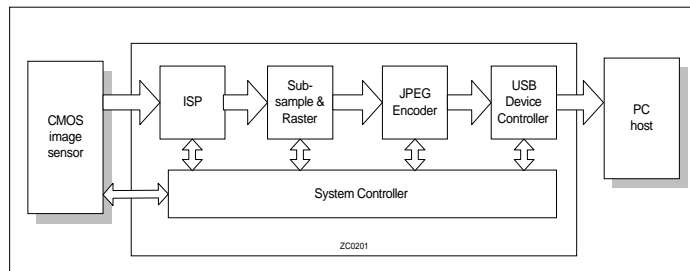 CMOS
image
sensor
ISP
Sub-
sample &
Raster
JPEG
Encoder
USB
Device
Controller
PC
host
System Controller
ZC0201